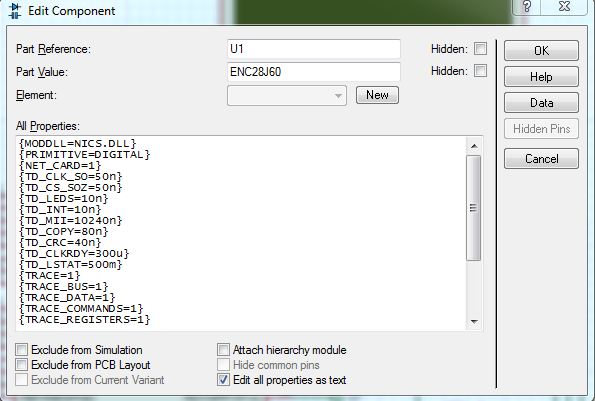 Edit Component
?
Part Reference: U1 Hidden: OK
Part Value: ENC28J60 Hidden: Help
Element: New Data
Hidden Pins
All Properties:
Cancel
{MODDLL=NICS.DLL}
{PRIMITIVE=DIGITAL}
{NET_CARD=1}
{TD_CLK_SO=50n}
{TD_CS_SOZ=50n}
{TD_LEDS=10n}
{TD_INT=10n}
{TD_MII=10240n}
{TD_COPY=80n}
{TD_CRC=40n}
{TD_CLKRDY=300u}
{TD_LSTAT=500m}
{TRACE=1}
{TRACE_BUS=1}
{TRACE_DATA=1}
{TRACE_COMMANDS=1}
{TRACE_REGISTERS=1}
Exclude from Simulation Attach hierarchy module
Exclude from PCB Layout Hide common pins
Exclude from Current Variant Edit all properties as text